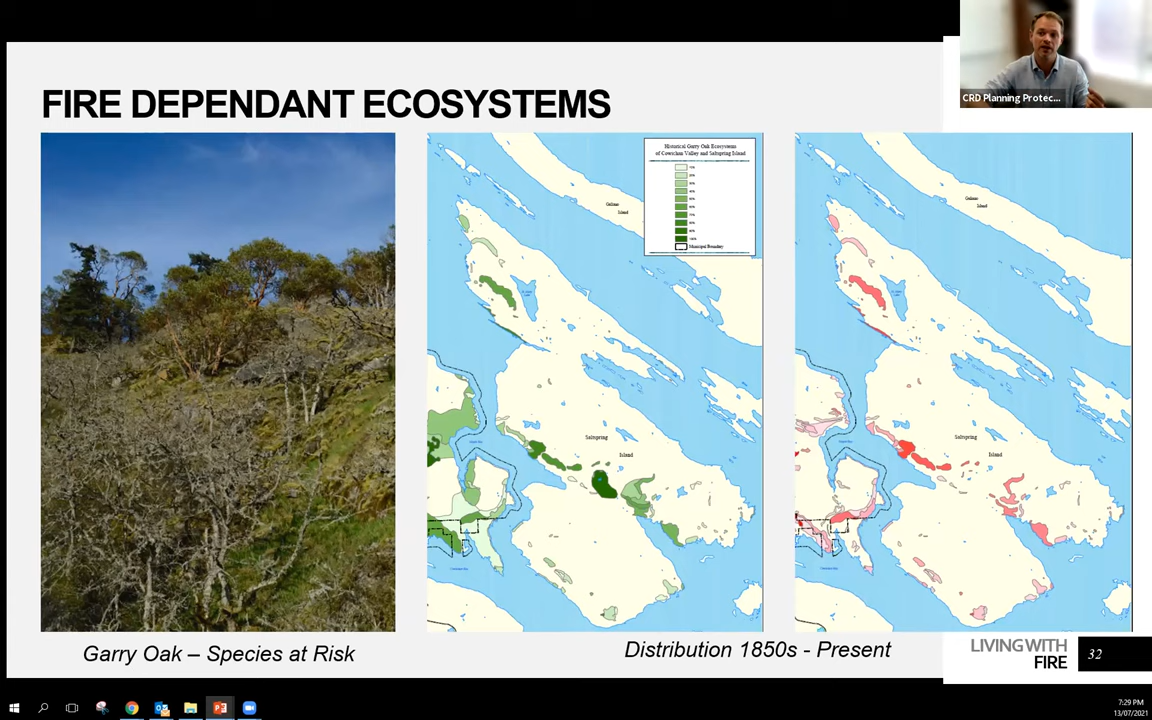 CRD Planning Protec...
FIRE DEPENDANT ECOSYSTEMS
Historical Garry Oak Ecosystems
of Cowichan Valley and Saltspring Island
100%
Municipal Boundary
Galiano
Island
Galiano
Island
Saltspring
Island
Saltspring
Island
Garry Oak – Species at Risk
Distribution 1850s - Present
LIVING WITH
FIRE
32
7:29 PM
13/07/2021